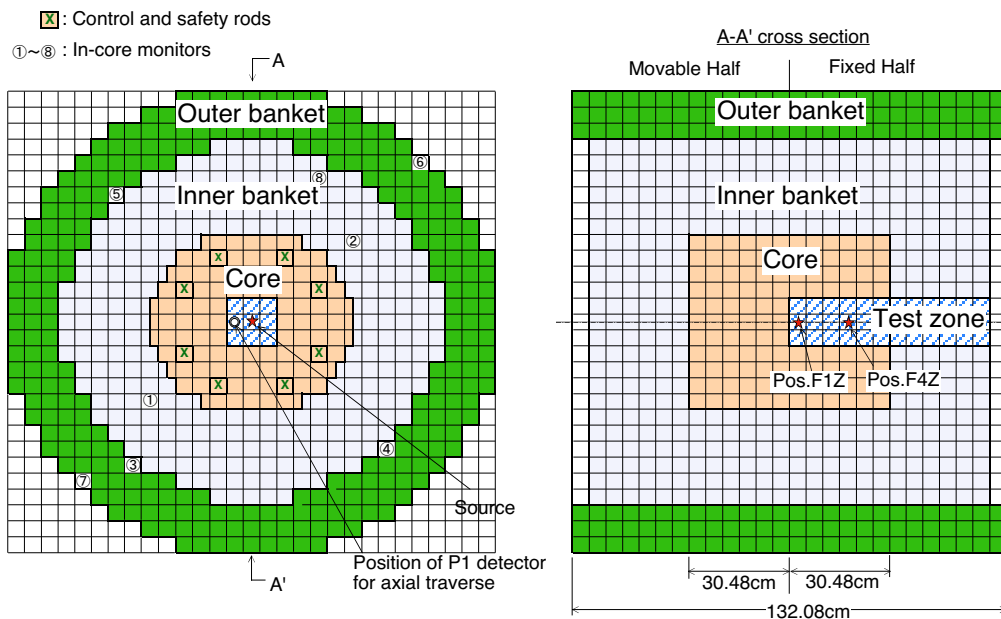 X : Control and safety rods
①~⑧ : In-core monitors
A
Outer banket
⑥
⑧
⑤
Inner banket
②
X X
Core
X X
X X
X X
①
④
③
⑦
Source
Position of P1 detector
for axial traverse
A'
A-A' cross section
Movable Half Fixed Half
Outer banket
Inner banket
Core
Test zone
Pos.F1Z Pos.F4Z
30.48cm 30.48cm
132.08cm